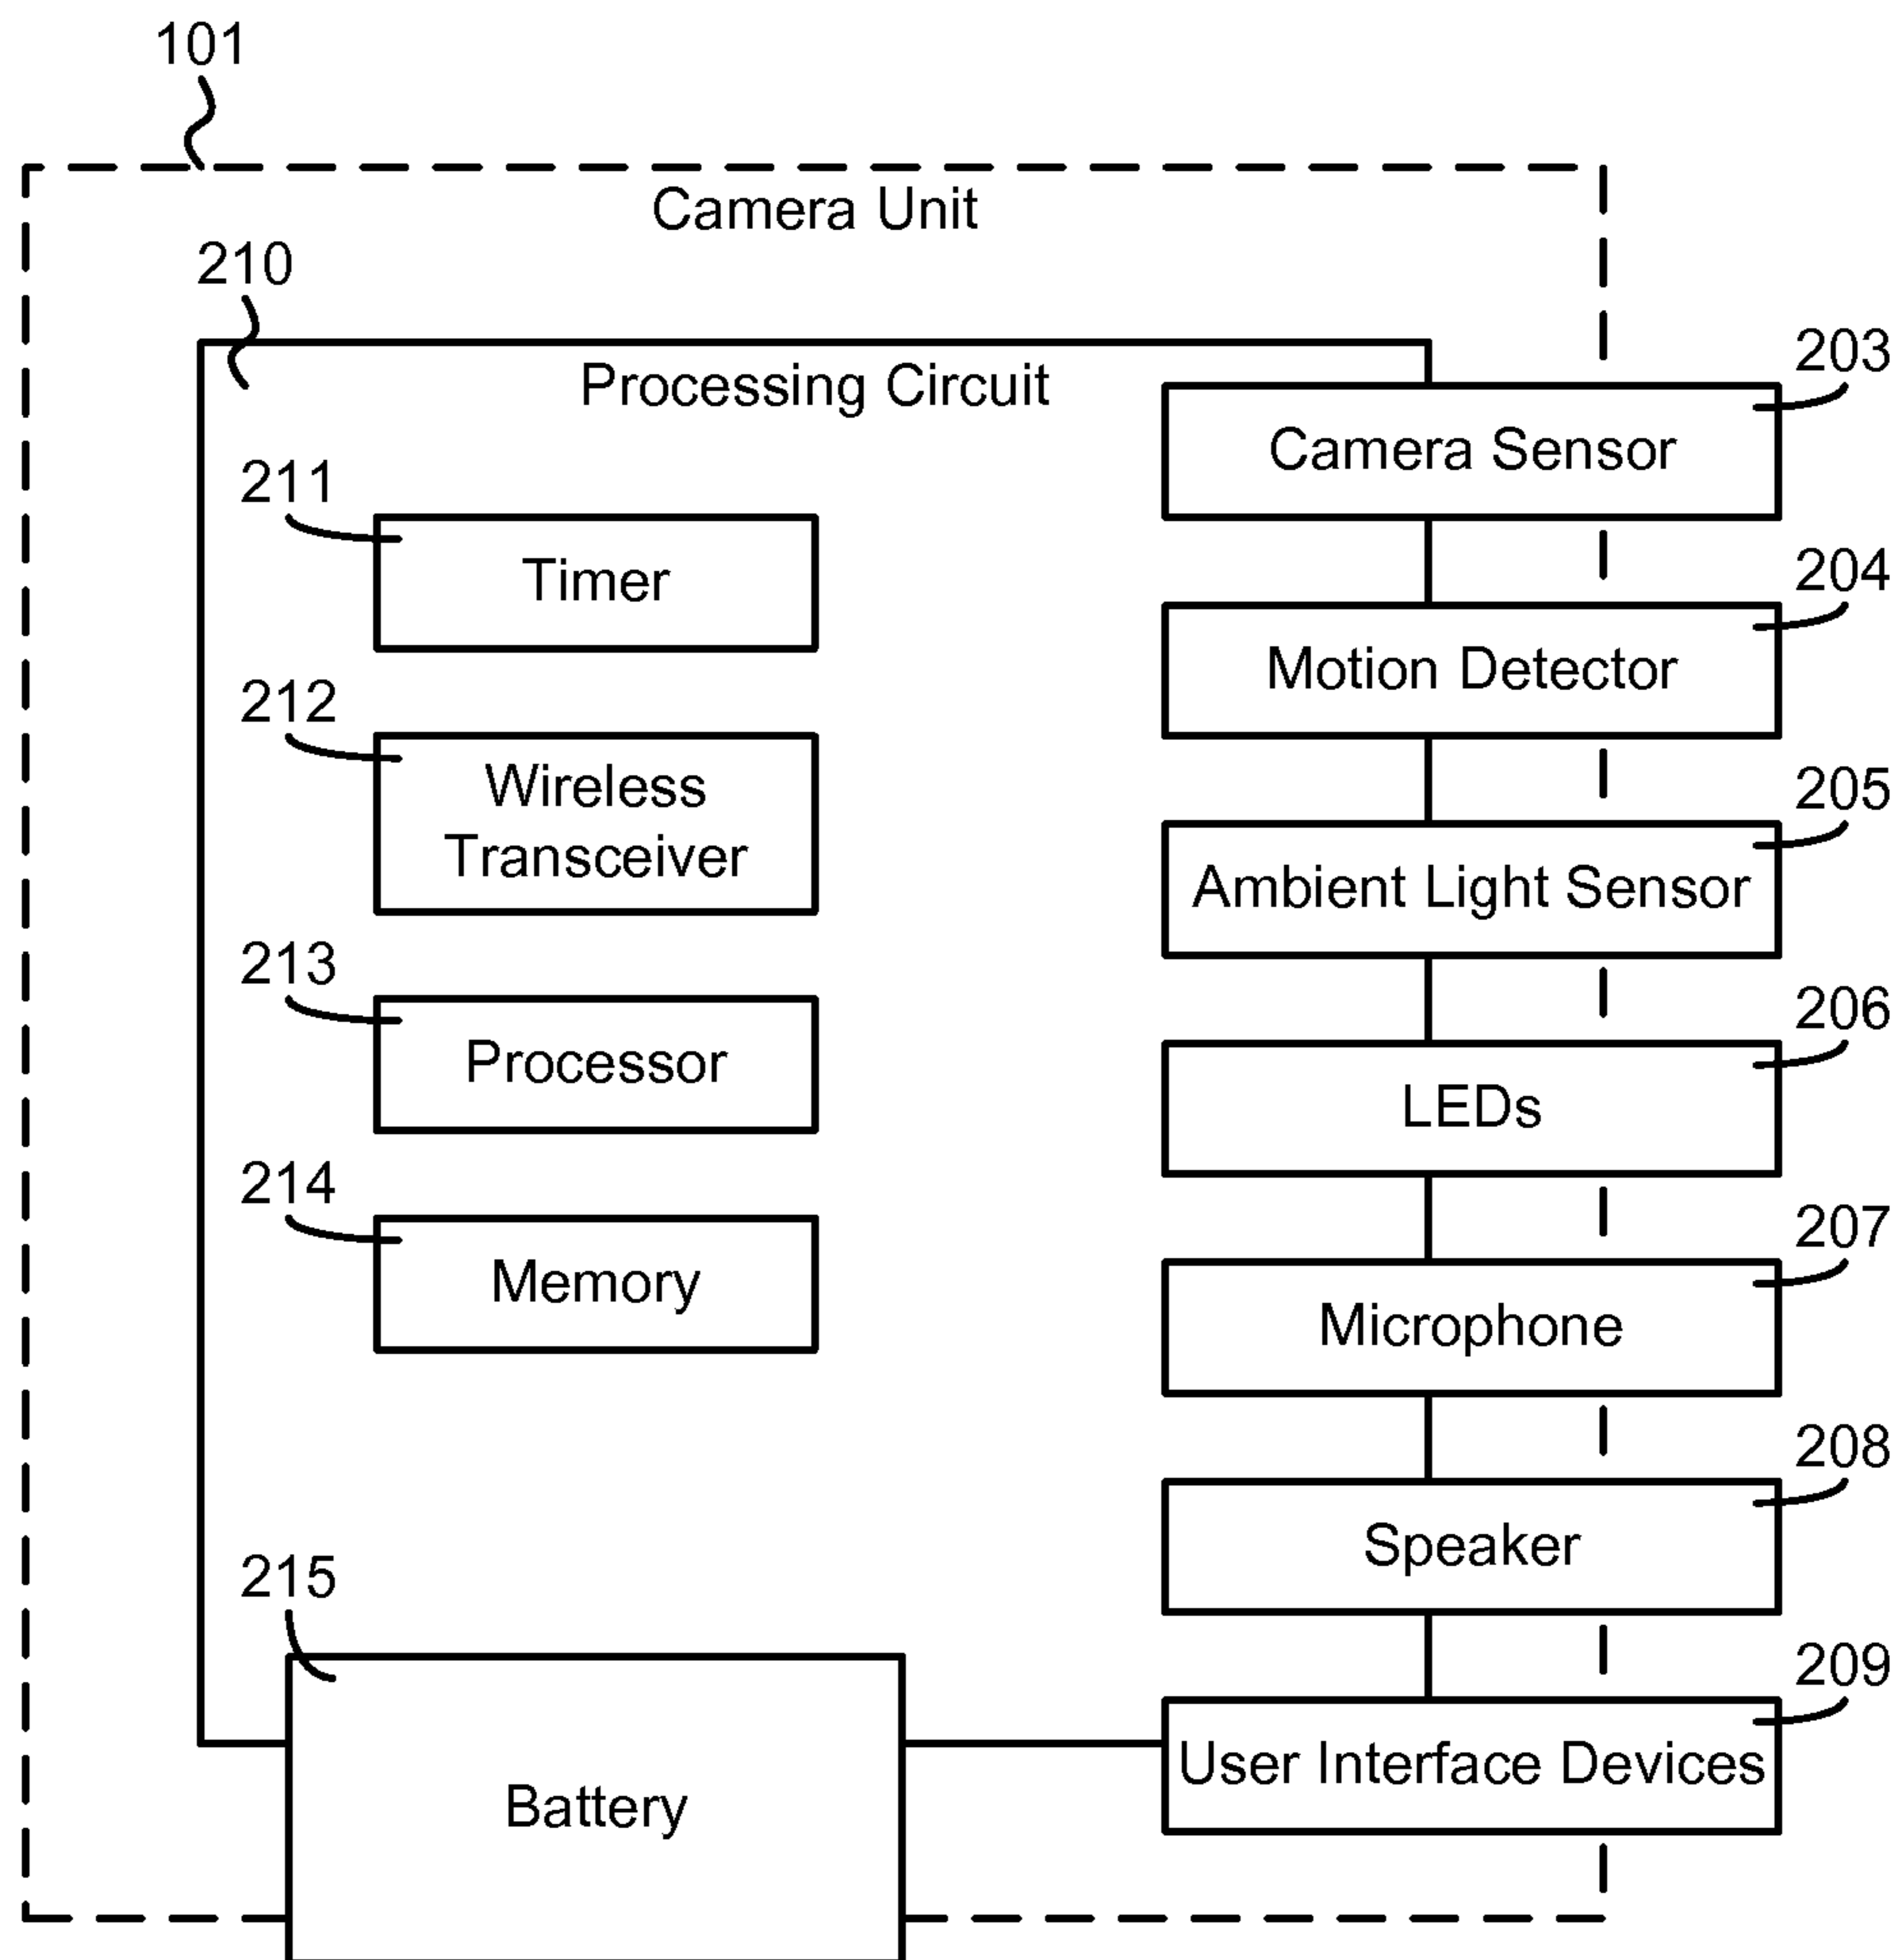 101
Camera Unit
210
Processing Circuit
203
Camera Sensor
211
Timer
204
Motion Detector
212
Wireless
Transceiver
205
Ambient Light Sensor
213
Processor
206
LEDs
214
Memory
207
Microphone
208
Speaker
215
Battery
209
User Interface Devices